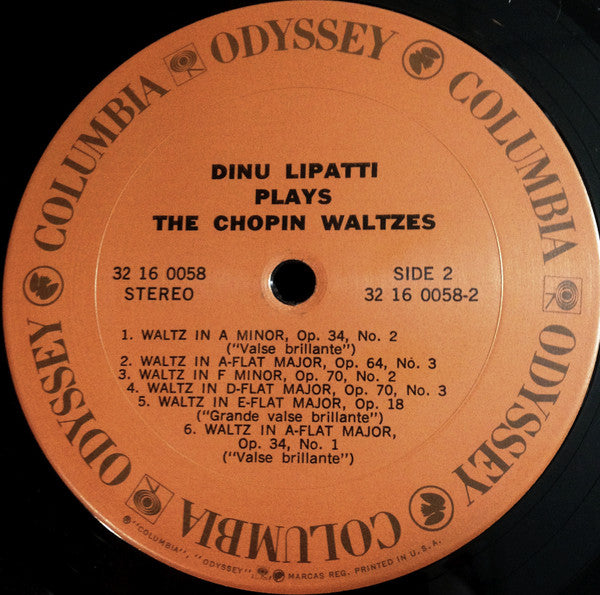 COLUMBIA ODYSSEY COLUMBIA ODYSSEY COLUMBIA ODYSSEY
DINU LIPATTI
PLAYS
THE CHOPIN WALTZES
32 16 0058
STEREO
SIDE 2
32 16 0058-2
1. WALTZ IN A MINOR, Op. 34, No. 2
("Valse brillante")
2. WALTZ IN A-FLAT MAJOR, Op. 64, No. 3
3. WALTZ IN F MINOR, Op. 70, No. 2
4. WALTZ IN D-FLAT MAJOR, Op. 70, No. 3
5. WALTZ IN E-FLAT MAJOR, Op. 18
("Grande valse brillante")
6. WALTZ IN A-FLAT MAJOR,
Op. 34, No. 1
("Valse brillante")
® "COLUMBIA", "ODYSSEY", MARCAS REG. PRINTED IN U.S.A.